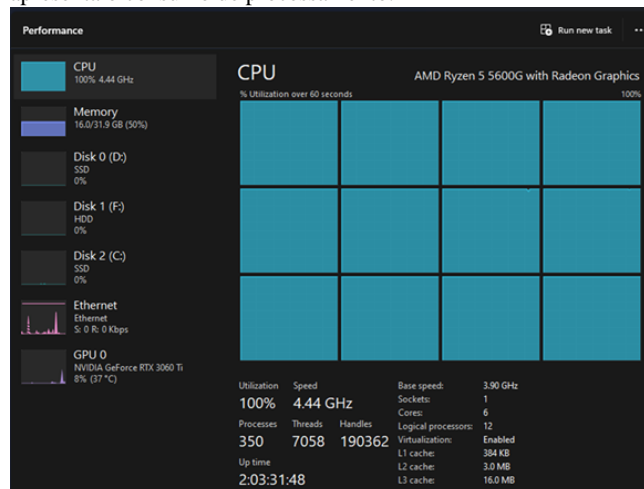 Performance
Run new task
CPU
100% 4.44 GHz
Memory
16.0/31.9 GB (50%)
Disk 0 (D:)
SSD
0%
Disk 1 (F:)
HDD
0%
Disk 2 (C:)
SSD
0%
Ethernet
Ethernet
S: 0 R: 0 Kbps
GPU 0
NVIDIA GeForce RTX 3060 Ti
8% (37 °C)
CPU AMD Ryzen 5 5600G with Radeon Graphics
% Utilization over 60 seconds 100%
Utilization Speed
100% 4.44 GHz
Processes Threads Handles
350 7058 190362
Up time
2:03:31:48
Base speed: 3.90 GHz
Sockets: 1
Cores: 6
Logical processors: 12
Virtualization: Enabled
L1 cache: 384 KB
L2 cache: 3.0 MB
L3 cache: 16.0 MB